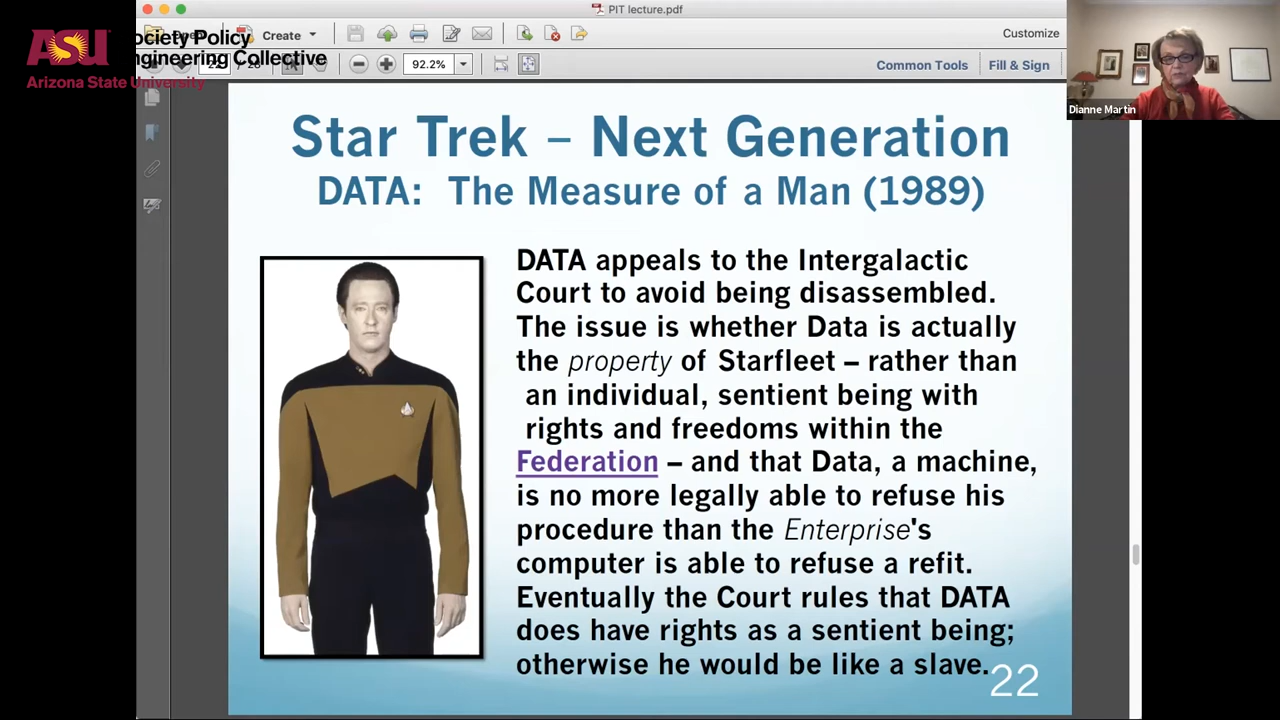 PIT lecture.pdf
ASU
Arizona State University
ociety Policy
ngineering Collective
Create
Customize
92.2%
Common Tools
Fill & Sign
Dianne Martin
Star Trek – Next Generation
DATA: The Measure of a Man (1989)
DATA appeals to the Intergalactic
Court to avoid being disassembled.
The issue is whether Data is actually
the property of Starfleet – rather than
an individual, sentient being with
rights and freedoms within the
Federation – and that Data, a machine,
is no more legally able to refuse his
procedure than the Enterprise's
computer is able to refuse a refit.
Eventually the Court rules that DATA
does have rights as a sentient being;
otherwise he would be like a slave.
22